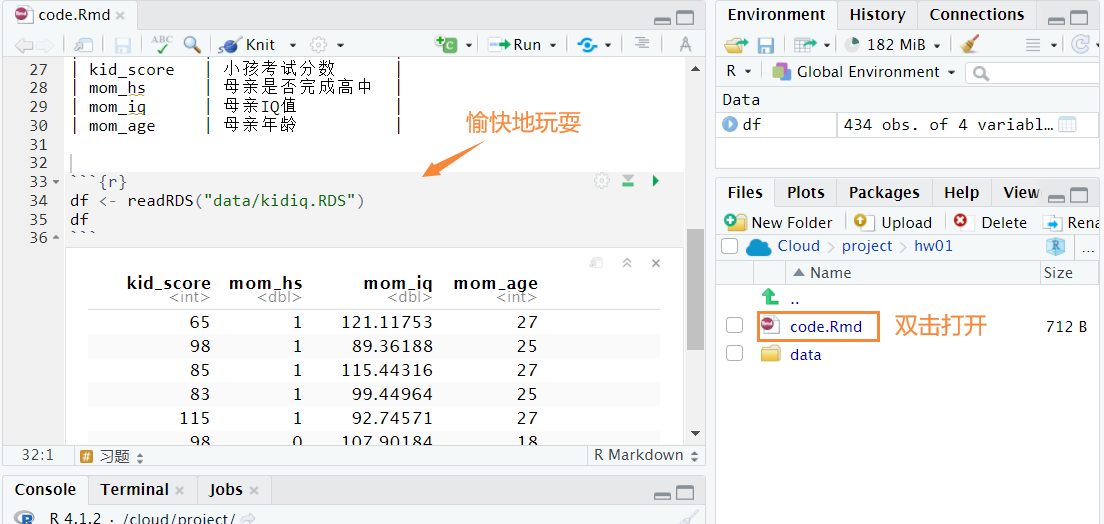 code.Rmd
ABC
Knit
Run
27 | kid_score | 小孩考试分数 |
28 | mom_hs | 母亲是否完成高中 |
29 | mom_iq | 母亲IQ值 |
30 | mom_age | 母亲年龄 |
31
愉快地玩耍
32
33 ```{r}
34 df <- readRDS("data/kidiq.RDS")
35 df
36 ```
kid_score mom_hs mom_iq mom_age
<int> <dbl> <dbl> <int>
65 1 121.11753 27
98 1 89.36188 25
85 1 115.44316 27
83 1 99.44964 25
115 1 92.74571 27
98 0 107.90184 18
32:1 # 习题 R Markdown
Console Terminal Jobs
R 4.1.2 · /cloud/project/
Environment History Connections
182 MiB
R Global Environment
Data
df 434 obs. of 4 variabl…
Files Plots Packages Help View
New Folder Upload Delete Rena
Cloud project hw01 R ...
Name Size
..
code.Rmd 双击打开 712 B
data